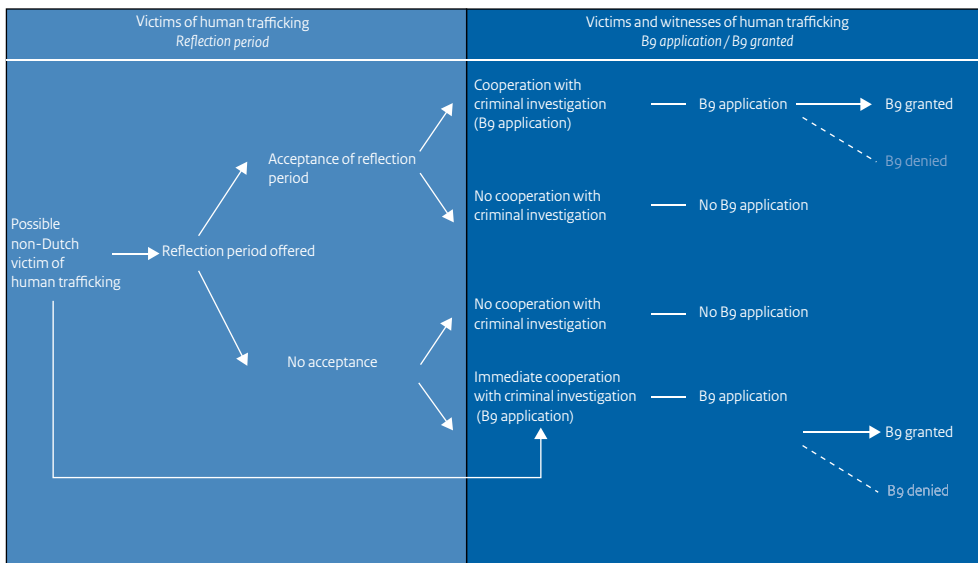 Victims of human trafficking
Reflection period
Victims and witnesses of human trafficking
B9 application / B9 granted
Possible
non-Dutch
victim of
human trafficking
Reflection period offered
Acceptance of reflection
period
No acceptance
Cooperation with
criminal investigation
(B9 application)
B9 application
B9 granted
B9 denied
No cooperation with
criminal investigation
No B9 application
No cooperation with
criminal investigation
No B9 application
Immediate cooperation
with criminal investigation
(B9 application)
B9 application
B9 granted
B9 denied